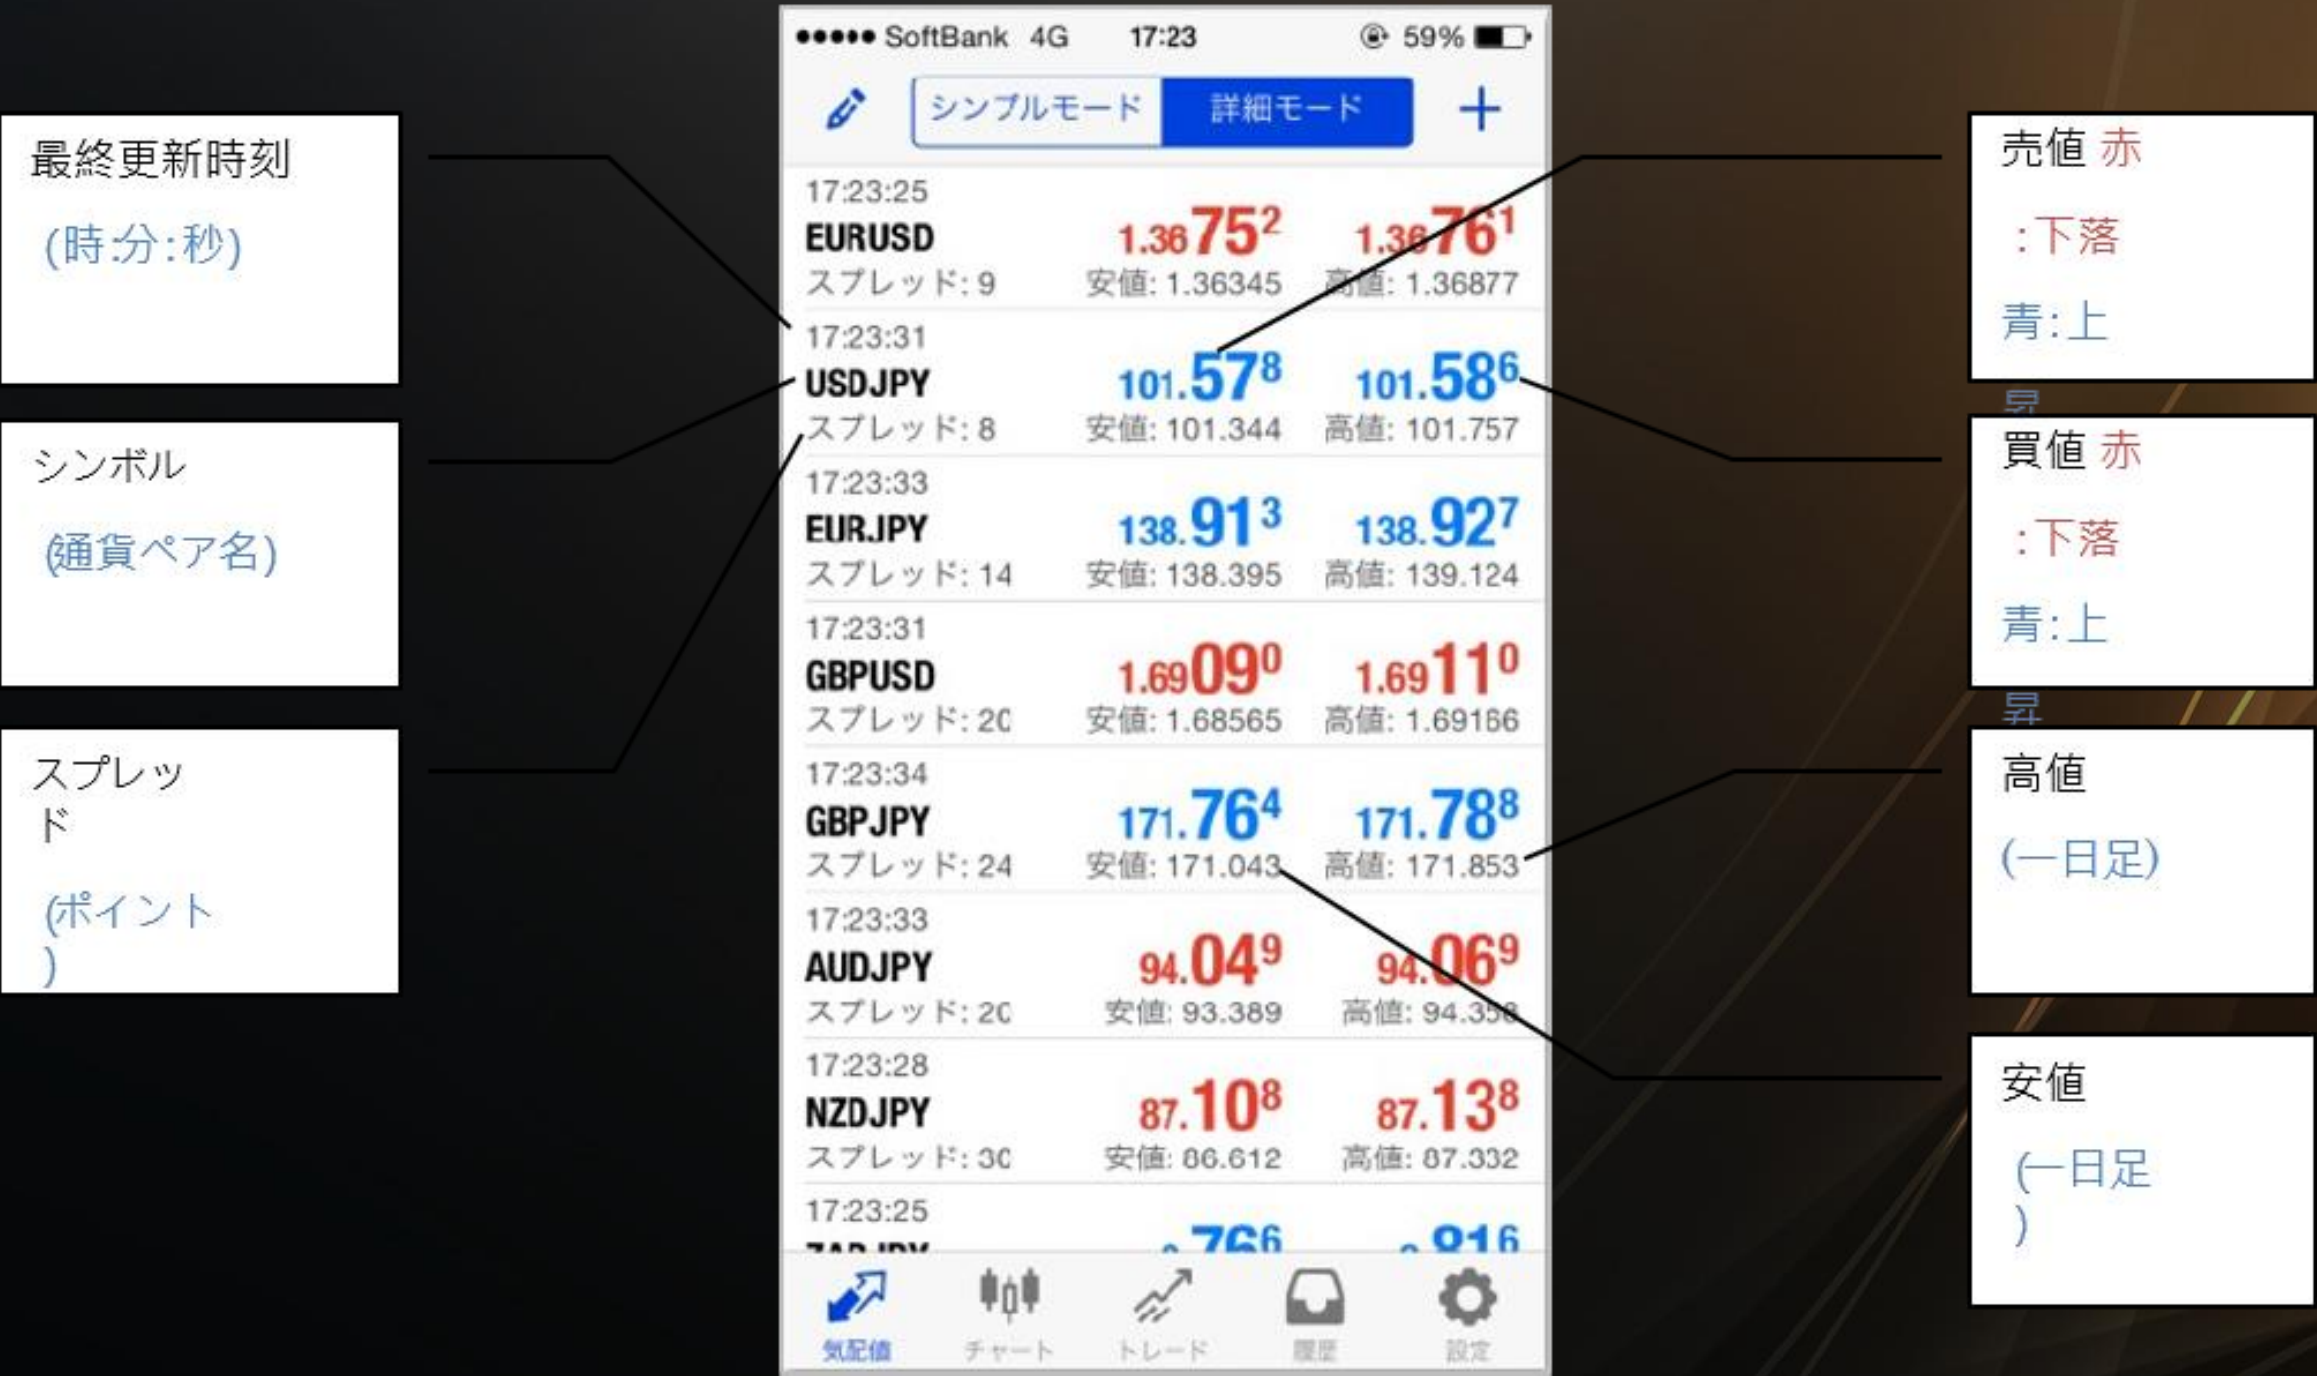 SoftBank 4G 17:23 59%
シンプルモード 詳細モード
最終更新時刻
(時:分:秒)
シンボル
(通貨ペア名)
スプレッ
ド
(ポイント
)
17:23:25
EURUSD 1.36752 1.36761
スプレッド: 9 安値: 1.36345 高値: 1.36877
17:23:31
USDJPY 101.578 101.586
スプレッド: 8 安値: 101.344 高値: 101.757
17:23:33
EURJPY 138.913 138.927
スプレッド: 14 安値: 138.395 高値: 139.124
17:23:31
GBPUSD 1.69090 1.69110
スプレッド: 20 安値: 1.68565 高値: 1.69166
17:23:34
GBPJPY 171.764 171.788
スプレッド: 24 安値: 171.043 高値: 171.853
17:23:33
AUDJPY 94.049 94.069
スプレッド: 20 安値: 93.389 高値: 94.358
17:23:28
NZDJPY 87.108 87.138
スプレッド: 30 安値: 86.612 高値: 87.332
17:23:25
気配値 チャート トレード 履歴 設定
売値 赤
:下落
青:上
昇
買値 赤
:下落
青:上
昇
高値
(一日足)
安値
(一日足
)